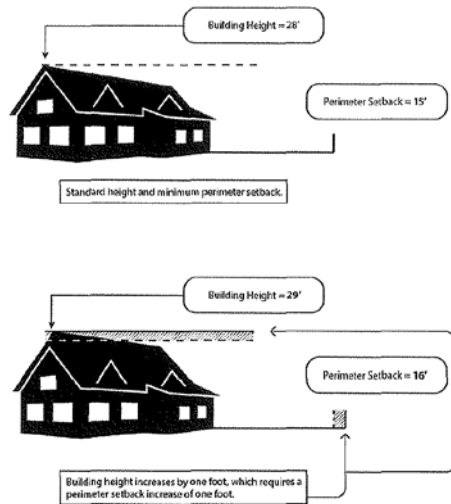 Building Height = 28'
Perimeter Setback = 15'
Standard height and minimum perimeter setback.
Building Height = 29'
Perimeter Setback = 16'
Building height increases by one foot, which requires a
perimeter setback increase of one foot.